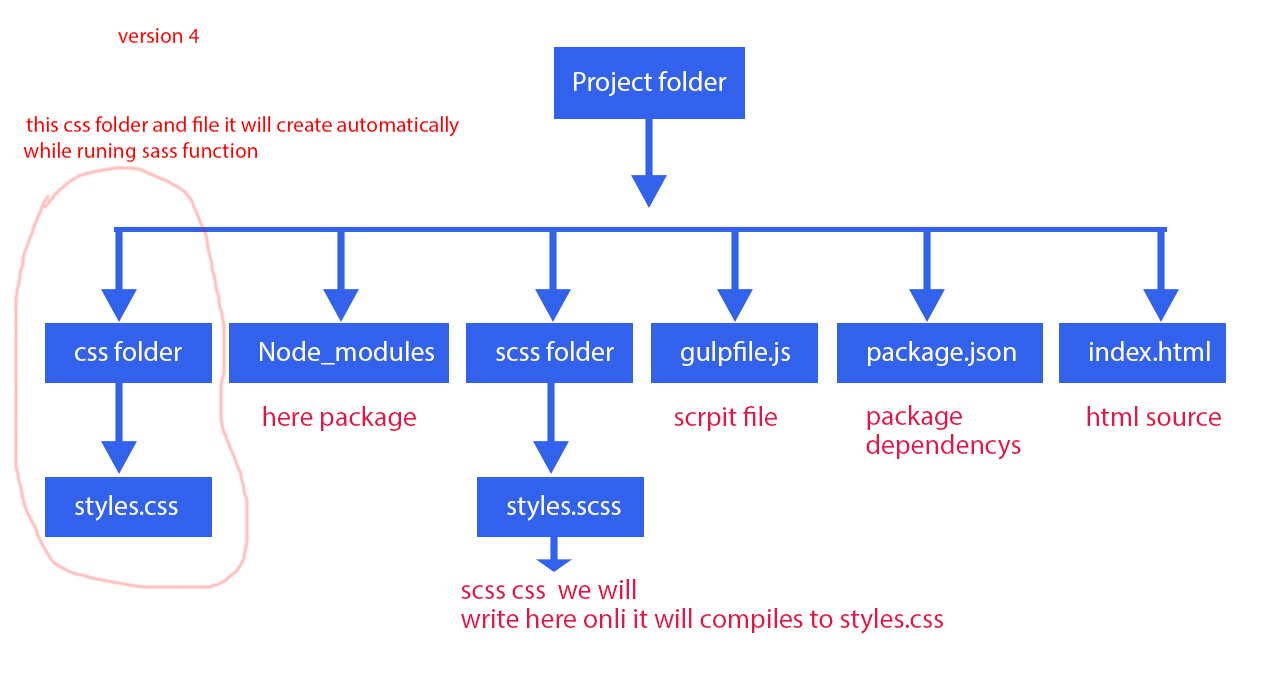 version 4
Project folder
this css folder and file it will create automatically
while runing sass function
css folder
Node_modules
scss folder
gulpfile.js
package.json
index.html
here package
scrpit file
package
dependencys
html source
styles.css
styles.scss
scss css we will
write here onli it will compiles to styles.css